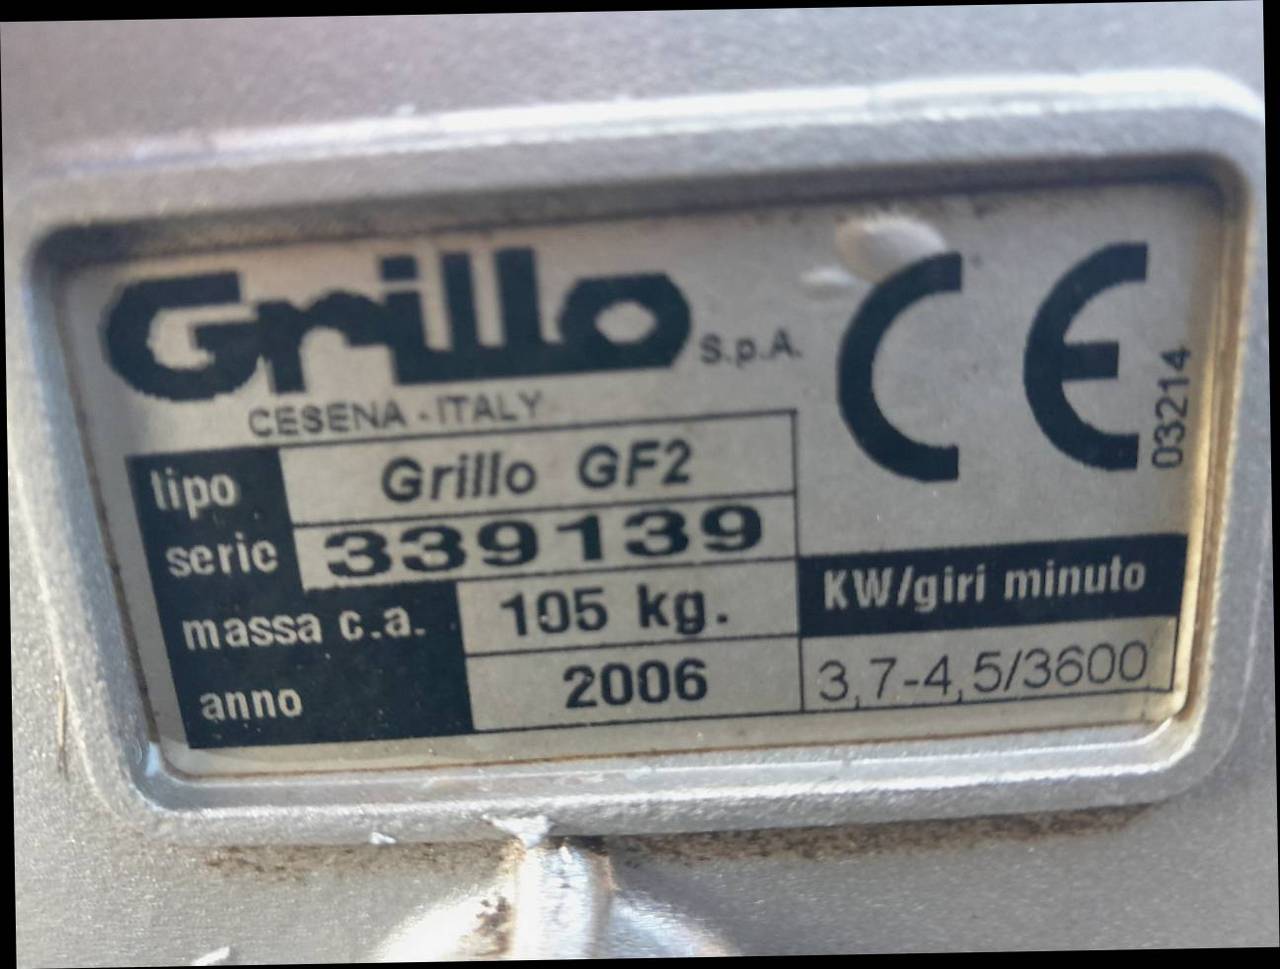 Grillo S.p.A.
CESENA - ITALY
CE
03214
tipo Grillo GF2
serie 339139
massa c.a. 105 kg.
anno 2006
KW/giri minuto
3,7-4,5/3600